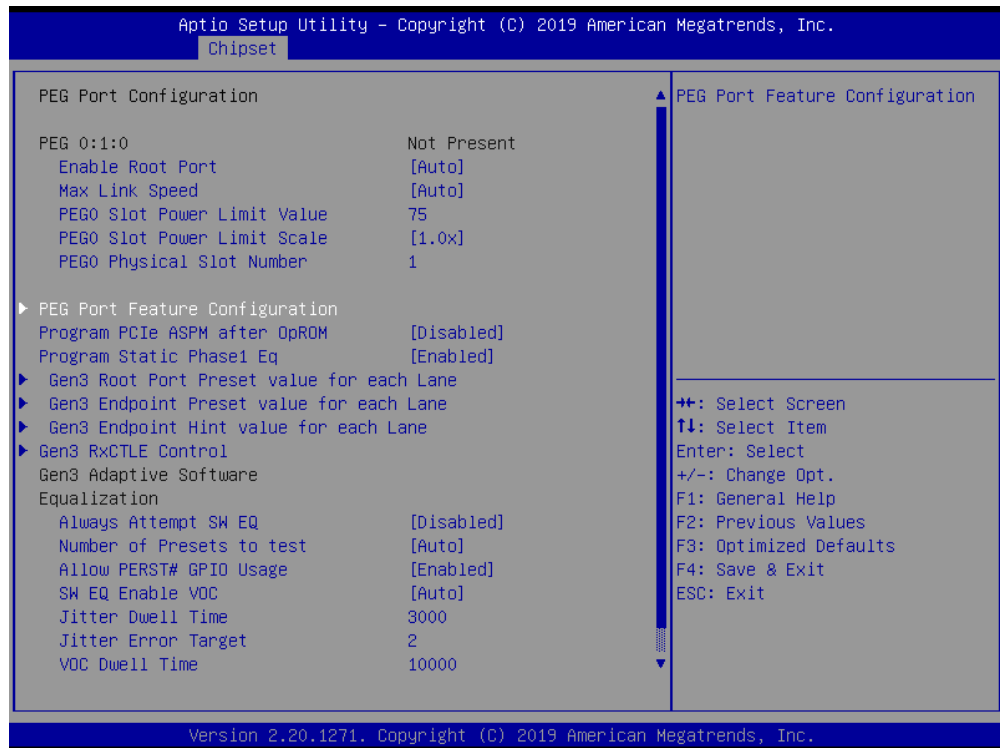 Aptio Setup Utility – Copyright (C) 2019 American Megatrends, Inc.
Chipset
PEG Port Configuration
PEG 0:1:0 Not Present
Enable Root Port [Auto]
Max Link Speed [Auto]
PEG0 Slot Power Limit Value 75
PEG0 Slot Power Limit Scale [1.0x]
PEG0 Physical Slot Number 1
PEG Port Feature Configuration
Program PCIe ASPM after OpROM [Disabled]
Program Static Phase1 Eq [Enabled]
Gen3 Root Port Preset value for each Lane
Gen3 Endpoint Preset value for each Lane
Gen3 Endpoint Hint value for each Lane
Gen3 RxCTLE Control
Gen3 Adaptive Software
Equalization
Always Attempt SW EQ [Disabled]
Number of Presets to test [Auto]
Allow PERST# GPIO Usage [Enabled]
SW EQ Enable VOC [Auto]
Jitter Dwell Time 3000
Jitter Error Target 2
VOC Dwell Time 10000
PEG Port Feature Configuration
→←: Select Screen
↑↓: Select Item
Enter: Select
+/-: Change Opt.
F1: General Help
F2: Previous Values
F3: Optimized Defaults
F4: Save & Exit
ESC: Exit
Version 2.20.1271. Copyright (C) 2019 American Megatrends, Inc.